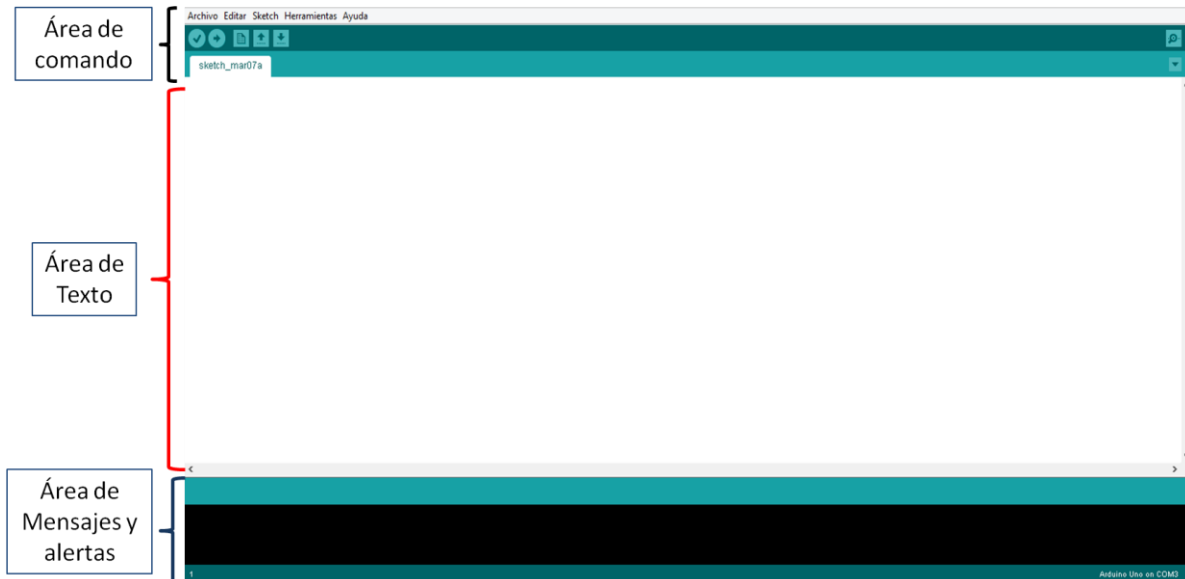 Área de
comando
Archivo Editar Sketch Herramientas Ayuda
sketch_mar07a
Área de
Texto
Área de
Mensajes y
alertas
1
Arduino Uno on COM3